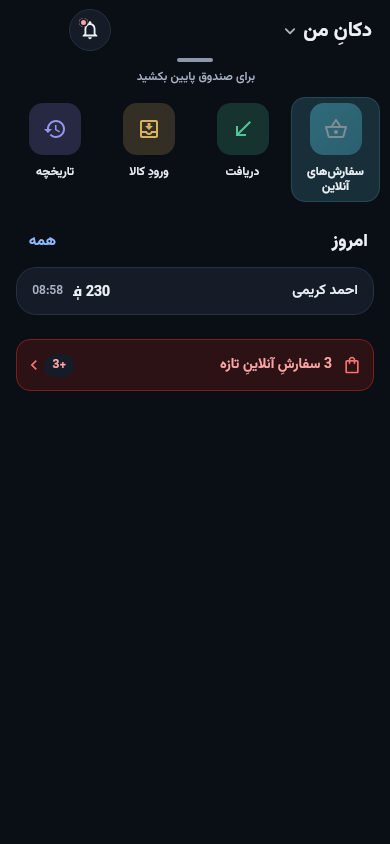 دکانِ من
برای صندوق پایین بکشید
سفارش‌های آنلاین
دریافت
ورودِ کالا
تاریخچه
امروز
همه
احمد کریمی
230 ؋
08:58
3 سفارشِ آنلاینِ تازه
+3